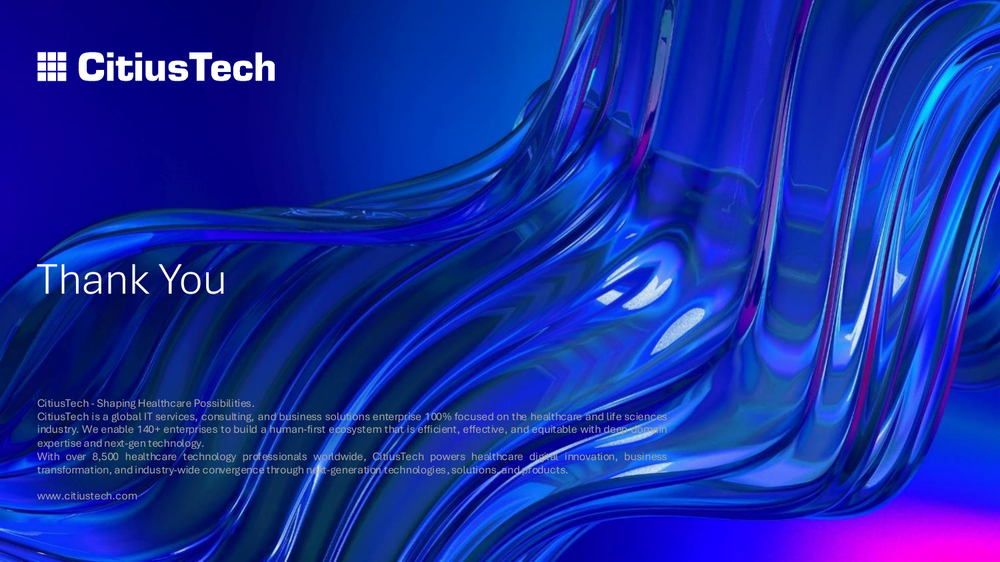 CitiusTech
Thank You
CitiusTech - Shaping Healthcare Possibilities.
CitiusTech is a global IT services, consulting, and business solutions enterprise 100% focused on the healthcare and life sciences
industry. We enable 140+ enterprises to build a human-first ecosystem that is efficient, effective, and equitable with deep domain
expertise and next-gen technology.
With over 8,500 healthcare technology professionals worldwide, CitiusTech powers healthcare digital innovation, business
transformation, and industry-wide convergence through next-generation technologies, solutions, and products.
www.citiustech.com